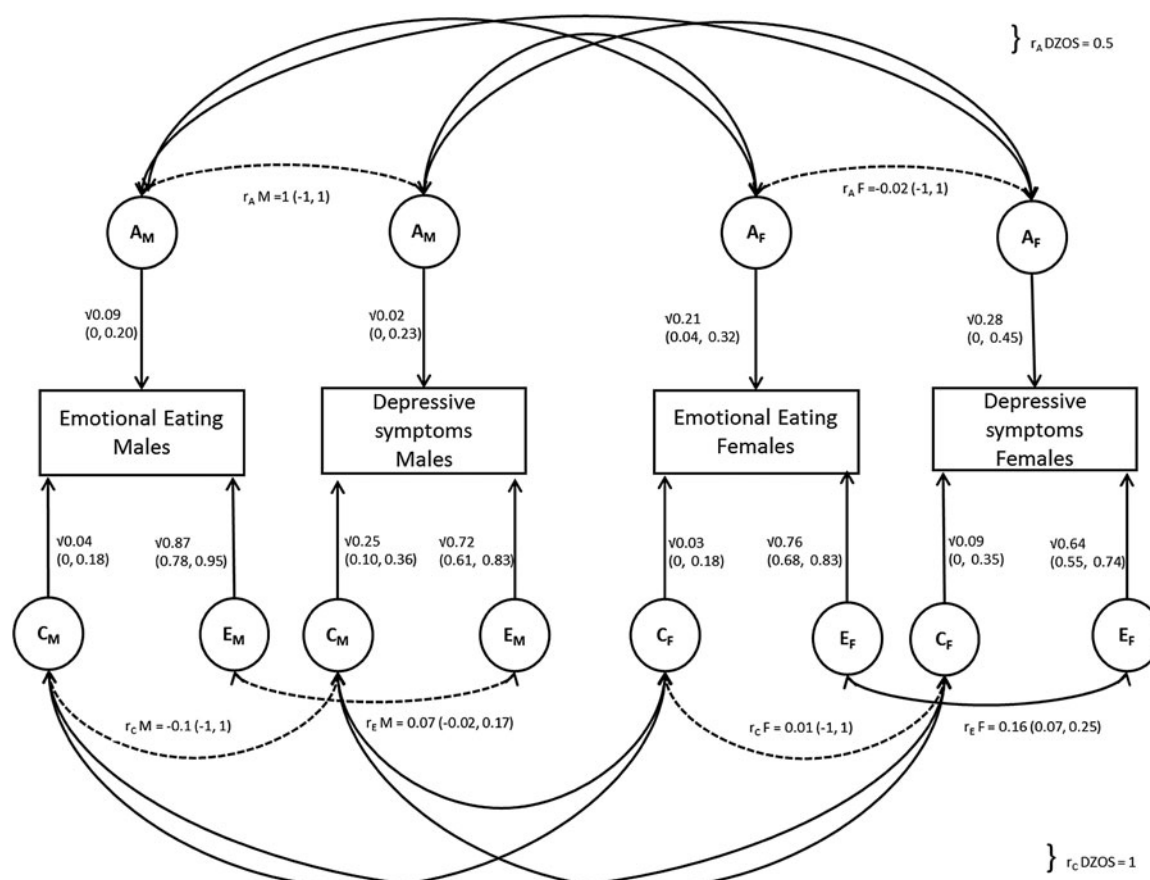 } rA DZOS = 0.5
rA M =1 (-1, 1)
rA F =-0.02 (-1, 1)
AM
AM
AF
AF
√0.09
(0, 0.20)
√0.02
(0, 0.23)
√0.21
(0.04, 0.32)
√0.28
(0, 0.45)
Emotional Eating
Males
Depressive
symptoms
Males
Emotional Eating
Females
Depressive
symptoms
Females
√0.04
(0, 0.18)
√0.87
(0.78, 0.95)
√0.25
(0.10, 0.36)
√0.72
(0.61, 0.83)
√0.03
(0, 0.18)
√0.76
(0.68, 0.83)
√0.09
(0, 0.35)
√0.64
(0.55, 0.74)
CM
EM
CM
EM
CF
EF
CF
EF
rC M = -0.1 (-1, 1)
rE M = 0.07 (-0.02, 0.17)
rC F = 0.01 (-1, 1)
rE F = 0.16 (0.07, 0.25)
} rC DZOS = 1